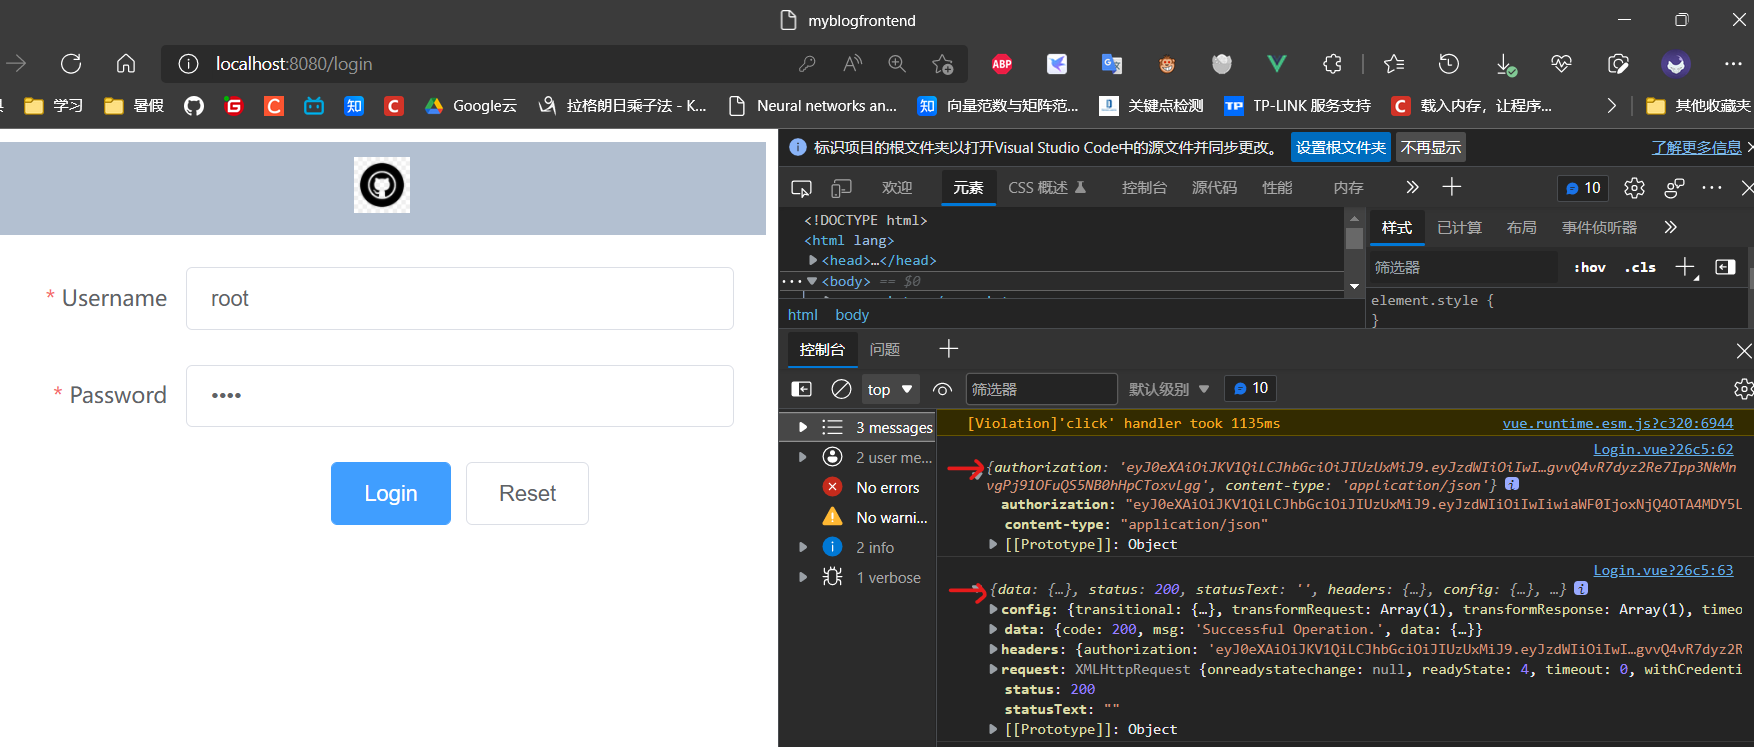 myblogfrontend
localhost:8080/login
学习
暑假
Google云
拉格朗日乘子法 - K...
Neural networks an...
向量范数与矩阵范...
关键点检测
TP-LINK 服务支持
载入内存，让程序...
其他收藏夹
标识项目的根文件夹以打开Visual Studio Code中的源文件并同步更改。
设置根文件夹
不再显示
了解更多信息
欢迎
元素
CSS 概述
控制台
源代码
性能
内存
10
<!DOCTYPE html>
<html lang>
<head>…</head>
<body> == $0
html body
样式
已计算
布局
事件侦听器
筛选器
:hov .cls
element.style {
}
* Username root
* Password ••••
Login Reset
控制台
问题
top
筛选器
默认级别
10
3 messages
2 user me...
No errors
No warni...
2 info
1 verbose
[Violation]'click' handler took 1135ms vue.runtime.esm.js?c320:6944
Login.vue?26c5:62
{authorization: 'eyJ0eXAiOiJKV1QiLCJhbGciOiJIUzUxMiJ9.eyJzdWIiOiIwI…gvvQ4vR7dyz2Re7Ipp3NkMn
vgPj91OFuQS5NB0hHpCToxvLgg', content-type: 'application/json'}
authorization: "eyJ0eXAiOiJKV1QiLCJhbGciOiJIUzUxMiJ9.eyJzdWIiOiIwIiwiaWF0IjoxNjQ4OTA4MDY5L
content-type: "application/json"
[[Prototype]]: Object
Login.vue?26c5:63
{data: {…}, status: 200, statusText: '', headers: {…}, config: {…}, …}
config: {transitional: {…}, transformRequest: Array(1), transformResponse: Array(1), timeo
data: {code: 200, msg: 'Successful Operation.', data: {…}}
headers: {authorization: 'eyJ0eXAiOiJKV1QiLCJhbGciOiJIUzUxMiJ9.eyJzdWIiOiIwI…gvvQ4vR7dyz2R
request: XMLHttpRequest {onreadystatechange: null, readyState: 4, timeout: 0, withCredenti
status: 200
statusText: ""
[[Prototype]]: Object